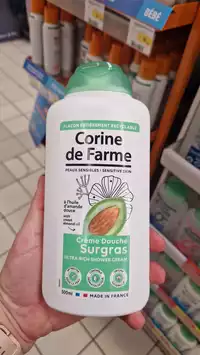 BÉBÉ
FLACON ENTIÈREMENT RECYCLABLE
Corine
de Farme
PEAUX SENSIBLES / SENSITIVE SKIN
à l'huile
d'amande
douce
with sweet
almond oil
Crème Douche
Surgras
ULTRA RICH SHOWER CREAM
500ml
MADE IN FRANCE